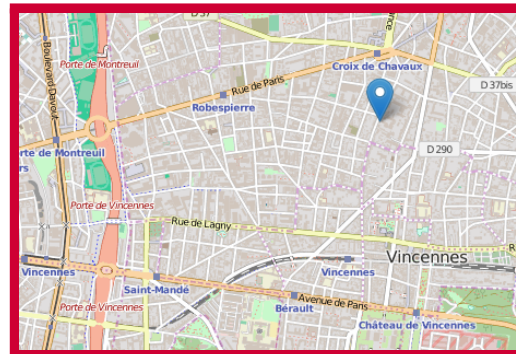 D 37
Porte de Montreuil
Croix de Chavaux
Boulevard Davout
Rue de Paris
D 37bis
Robespierre
rte de Montreuil
D 290
Porte de Vincennes
Rue de Lagny
Vincennes
Vincennes
Vincennes
Saint-Mandé
Porte de Vincennes
Bérault
Avenue de Paris
Château de Vincennes